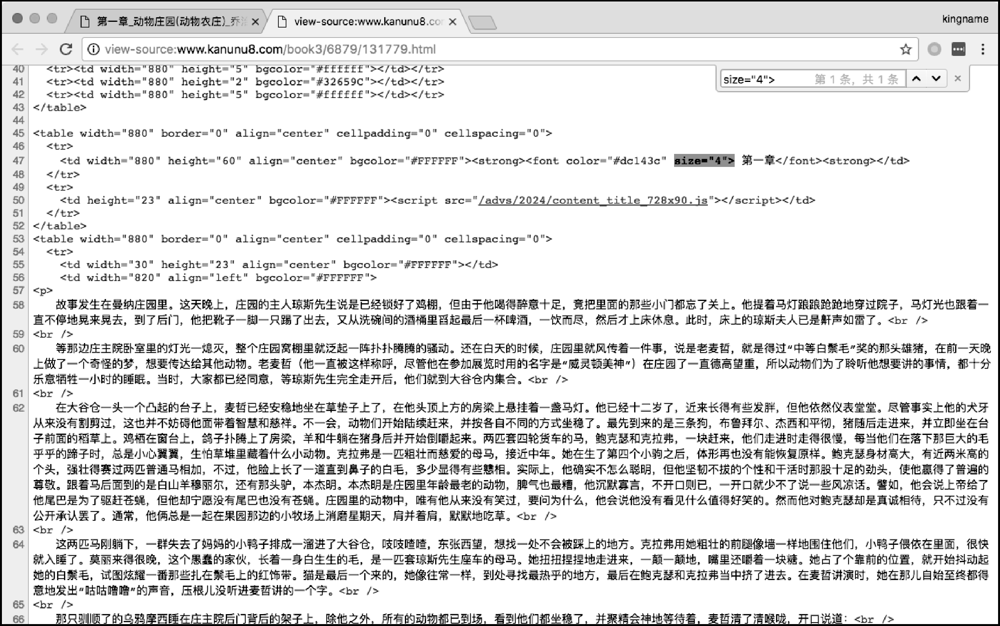 第一章_动物庄园(动物农庄)_乔治
view-source:www.kanunu8.com
kingname
view-source:www.kanunu8.com/book3/6879/131779.html
size="4"> 第 1 条，共 1 条
40 <tr><td width="880" height="5" bgcolor="#ffffff"></td></tr>
41 <tr><td width="880" height="2" bgcolor="#32659C"></td></tr>
42 <tr><td width="880" height="5" bgcolor="#ffffff"></td></tr>
43 </table>
44
45 <table width="880" border="0" align="center" cellpadding="0" cellspacing="0">
46 <tr>
47 <td width="880" height="60" align="center" bgcolor="#FFFFFF"><strong><font color="#dc143c" size="4"> 第一章</font><strong></td>
48 </tr>
49 <tr>
50 <td height="23" align="center" bgcolor="#FFFFFF"><script src="/advs/2024/content_title_728x90.js"></script></td>
51 </tr>
52 </table>
53 <table width="880" border="0" align="center" cellpadding="0" cellspacing="0">
54 <tr>
55 <td width="30" height="23" align="center" bgcolor="#FFFFFF"></td>
56 <td width="820" align="left" bgcolor="#FFFFFF">
57 <p>
58 故事发生在曼纳庄园里。这天晚上，庄园的主人琼斯先生说是已经锁好了鸡棚，但由于他喝得醉意十足，竟把里面的那些小门都忘了关上。他提着马灯踉踉跄跄地穿过院子，马灯光也跟着一
直不停地晃来晃去，到了后门，他把靴子一脚一只踢了出去，又从洗碗间的酒桶里舀起最后一杯啤酒，一饮而尽，然后才上床休息。此时，床上的琼斯夫人已是鼾声如雷了。<br />
59 <br />
60 等那边庄主院卧室里的灯光一熄灭，整个庄园窝棚里就泛起一阵扑扑腾腾的骚动。还在白天的时候，庄园里就风传着一件事，说是老麦哲，就是得过“中等白鬃毛”奖的那头雄猪，在前一天晚
上做了一个奇怪的梦，想要传达给其他动物。老麦哲（他一直被这样称呼，尽管他在参加展览时用的名字是“威灵顿美神”）在庄园了一直德高望重，所以动物们为了聆听他想要讲的事情，都十分
乐意牺牲一小时的睡眠。当时，大家都已经同意，等琼斯先生完全走开后，他们就到大谷仓内集合。<br />
61 <br />
62 在大谷仓一头一个凸起的台子上，麦哲已经安稳地坐在草垫子上了，在他头顶上方的房梁上悬挂着一盏马灯。他已经十二岁了，近来长得有些发胖，但他依然仪表堂堂。尽管事实上他的犬牙
从来没有割剪过，这也并不妨碍他面带着智慧和慈祥。不一会，动物们开始陆续赶来，并按各自不同的方式坐稳了。最先到来的是三条狗，布鲁拜尔、杰西和平彻，猪随后走进来，并立即坐在台
子前面的稻草上。鸡栖在窗台上，鸽子扑腾上了房梁，羊和牛躺在猪身后并开始倒嚼起来。两匹套四轮货车的马，鲍克瑟和克拉弗，一块赶来，他们走进时走得很慢，每当他们在落下那巨大的毛
乎乎的蹄子时，总是小心翼翼，生怕草堆里藏着什么小动物。克拉弗是一匹粗壮而慈爱的母马，接近中年。她在生了第四个小驹之后，体形再也没有能恢复原样。鲍克瑟身材高大，有近两米高的
个头，强壮得赛过两匹普通马相加，不过，他脸上长了一道直到鼻子的白毛，多少显得有些戆相。实际上，他确实不怎么聪明，但他坚韧不拔的个性和干活时那股十足的劲头，使他赢得了普遍的
尊敬。跟着马后面到的是白山羊穆丽尔，还有那头驴，本杰明。本杰明是庄园里年龄最老的动物，脾气也最糟，他沉默寡言，不开口则已，一开口就少不了说一些风凉话。譬如，他会说上帝给了
他尾巴是为了驱赶苍蝇，但他却宁愿没有尾巴也没有苍蝇。庄园里的动物中，唯有他从来没有笑过，要问为什么，他会说他没有看见什么值得好笑的。然而他对鲍克瑟却是真诚相待，只不过没有
公开承认罢了。通常，他俩总是一起在果园那边的小牧场上消磨星期天，肩并着肩，默默地吃草。<br />
63 <br />
64 这两匹马刚躺下，一群失去了妈妈的小鸭子排成一溜进了大谷仓，吱吱喳喳，东张西望，想找一处不会被踩上的地方。克拉弗用她粗壮的前腿像墙一样地围住他们，小鸭子偎依在里面，很快
就入睡了。莫丽来得很晚，这个愚蠢的家伙，长着一身白生生的毛，是一匹套琼斯先生座车的母马。她扭扭捏捏地走进来，一颠一颠地，嘴里还嚼着一块糖。她占了个靠前的位置，就开始抖动起
她的白鬃毛，试图炫耀一番那些扎在鬃毛上的红饰带。猫是最后一个来的，她像往常一样，到处寻找最热乎的地方，最后在鲍克瑟和克拉弗当中挤了进去。在麦哲讲演时，她在那儿自始至终都得
意地发出“咕咕噜噜”的声音，压根儿没听进麦哲讲的一个字。<br />
65 <br />
66 那只驯顺了的乌鸦摩西睡在庄主院后门背后的架子上，除他之外，所有的动物都已到场，看到他们都坐稳了，并聚精会神地等待着，麦哲清了清喉咙，开口说道：<br />